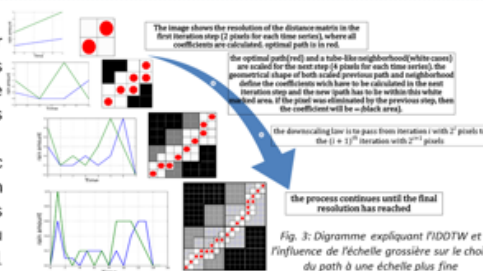 The image shows the resolution of the distance matrix in the
first iteration step (2 pixels for each time series), where all
coefficients are calculated. optimal path is in red.
the optimal path(red) and a tube-like neighborhood(white cases)
are scaled for the next step (4 pixels for each time series). the
geometrical shape of both scaled previous path and neighborhood
define the coefficients wich have to be calculated in the next
iteration step and the new path has to be within this white
marked area. if the pixel was eliminated by the previous step, then
the coefficient will be (black area).
the downscaling law is to pass from iteration i with 2^i pixels to
the (i + 1)^th iteration with 2^(i+1) pixels
the process continues until the final
resolution has reached
Fig. 3: Digramme expliquant l'IDDTW et
l'influence de l'échelle grossière sur le choi
du path à une échelle plus fine